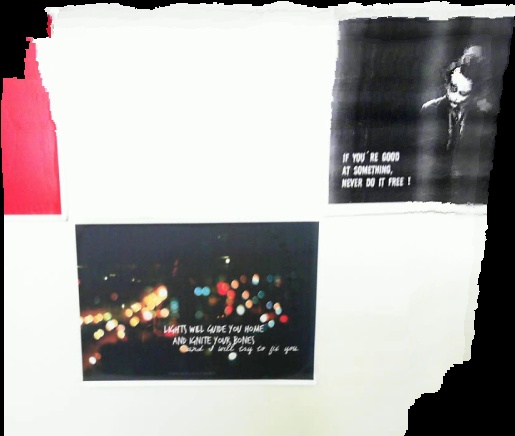 IF YOU´RE GOOD
AT SOMETHING,
NEVER DO IT FREE !
LIGHTS WILL GUIDE YOU HOME
AND IGNITE YOUR BONES
and I will try to fix you